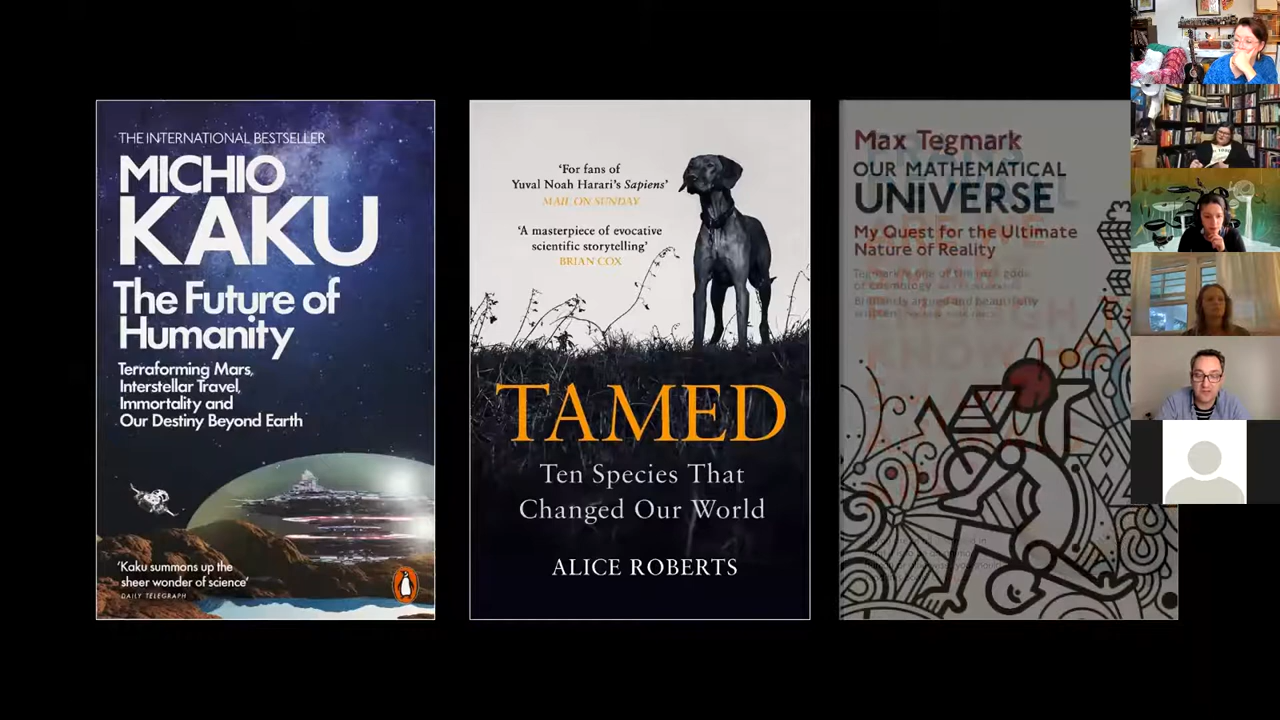 THE INTERNATIONAL BESTSELLER
MICHIO
KAKU
The Future of
Humanity
Terraforming Mars,
Interstellar Travel,
Immortality and
Our Destiny Beyond Earth
'Kaku summons up the
sheer wonder of science'
DAILY TELEGRAPH
'For fans of
Yuval Noah Harari's Sapiens'
MAIL ON SUNDAY
'A masterpiece of evocative
scientific storytelling'
BRIAN COX
TAMED
Ten Species That
Changed Our World
ALICE ROBERTS
Max Tegmark
OUR MATHEMATICAL
UNIVERSE
My Quest for the Ultimate
Nature of Reality